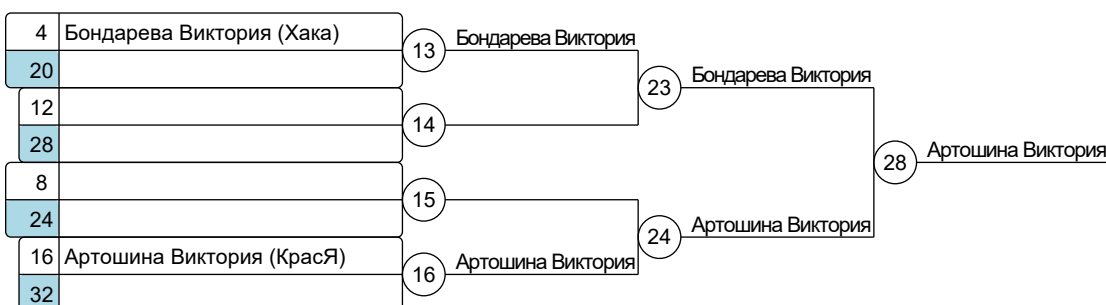 4 Бондарева Виктория (Хака)
13 Бондарева Виктория
20
23 Бондарева Виктория
12
14
28
28 Артошина Виктория
8
15
24
24 Артошина Виктория
16 Артошина Виктория (КрасЯ)
16 Артошина Виктория
32